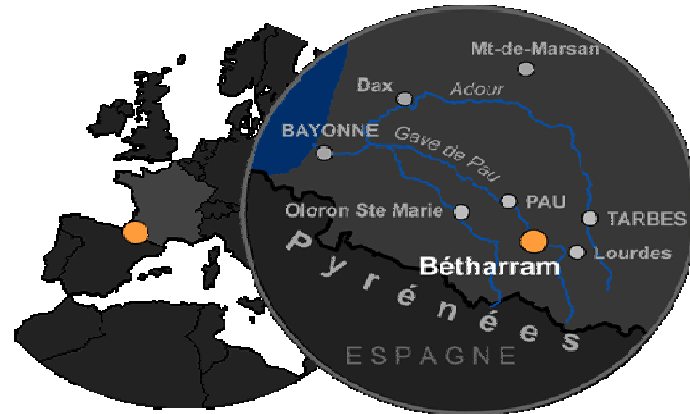 Mt-de-Marsan
Dax
Adour
BAYONNE
Gave de Pau
PAU
Oloron Ste Marie
TARBES
Lourdes
Bétharram
Pyrénées
ESPAGNE